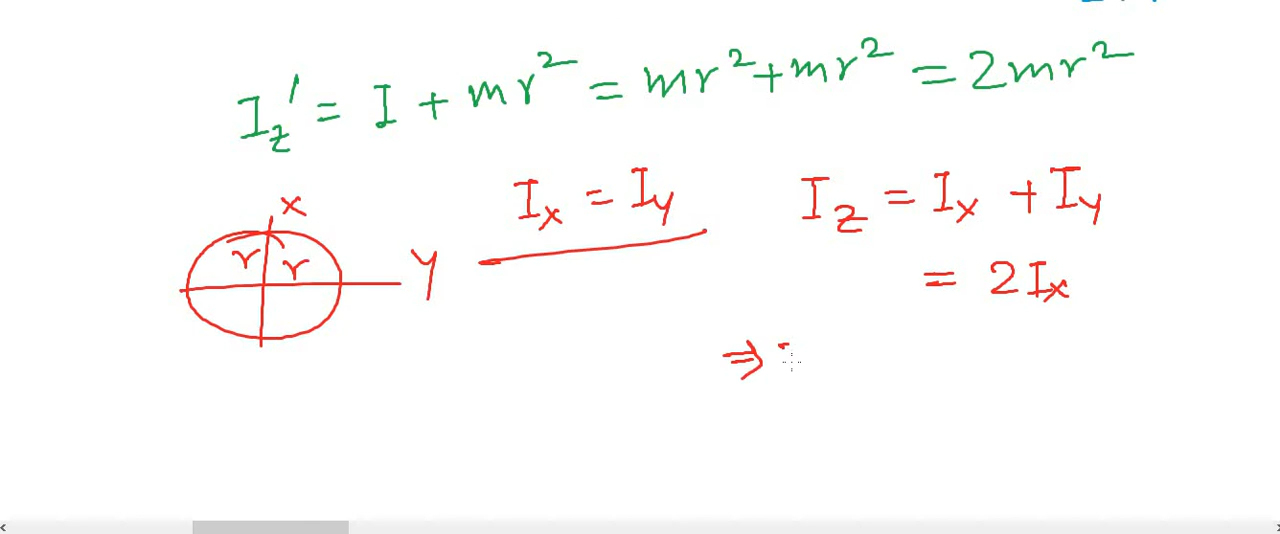 I_z' = I + mr² = mr² + mr² = 2mr²
I_x = I_y
I_z = I_x + I_y
= 2I_x
⇒
x
r r
y